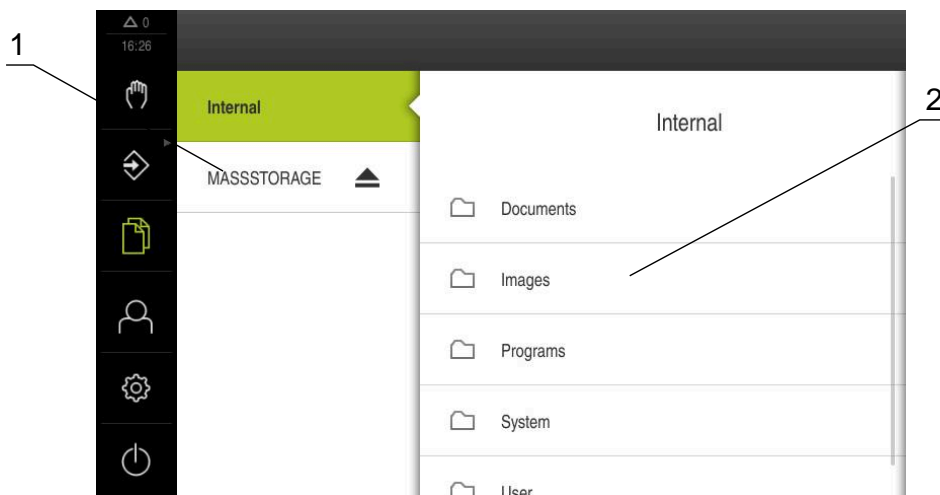 1
0
16:26
Internal
MASSSTORAGE
Internal
2
Documents
Images
Programs
System
User